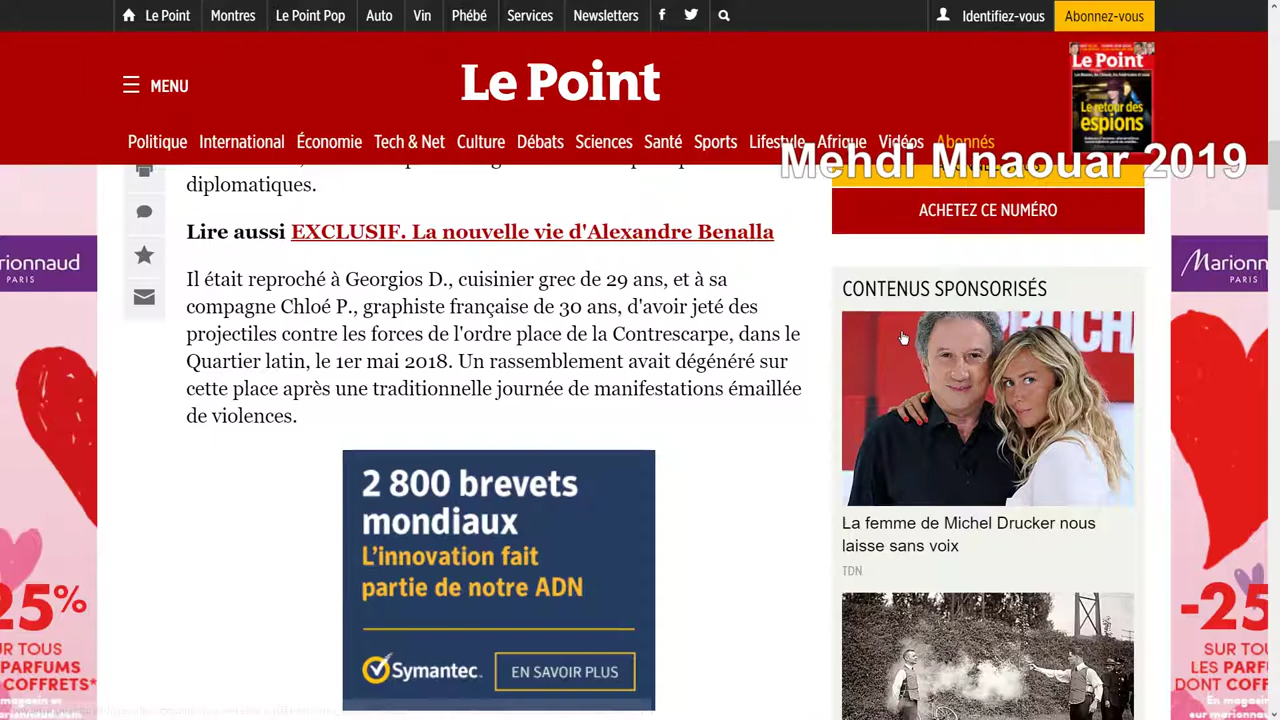 Le Point
Montres
Le Point Pop
Auto
Vin
Phébé
Services
Newsletters
Identifiez-vous
Abonnez-vous
MENU
Le Point
Le Point
Le retour des
espions
Politique
International
Économie
Tech & Net
Culture
Débats
Sciences
Santé
Sports
Lifestyle
Afrique
Vidéos
Abonnés
Mehdi Mnaouar 2019
diplomatiques.
Lire aussi EXCLUSIF. La nouvelle vie d'Alexandre Benalla
Il était reproché à Georgios D., cuisinier grec de 29 ans, et à sa
compagne Chloé P., graphiste française de 30 ans, d'avoir jeté des
projectiles contre les forces de l'ordre place de la Contrescarpe, dans le
Quartier latin, le 1er mai 2018. Un rassemblement avait dégénéré sur
cette place après une traditionnelle journée de manifestations émaillée
de violences.
2 800 brevets
mondiaux
L'innovation fait
partie de notre ADN
Symantec.
EN SAVOIR PLUS
ACHETEZ CE NUMÉRO
CONTENUS SPONSORISÉS
La femme de Michel Drucker nous
laisse sans voix
TDN
rionnaud
PARIS
25%
UR TOUS
PARFUMS
COFFRETS*
Marionn
PARIS
-25
SUR TO
LES PARF
DONT COFF
En magasin
sur marionnaud